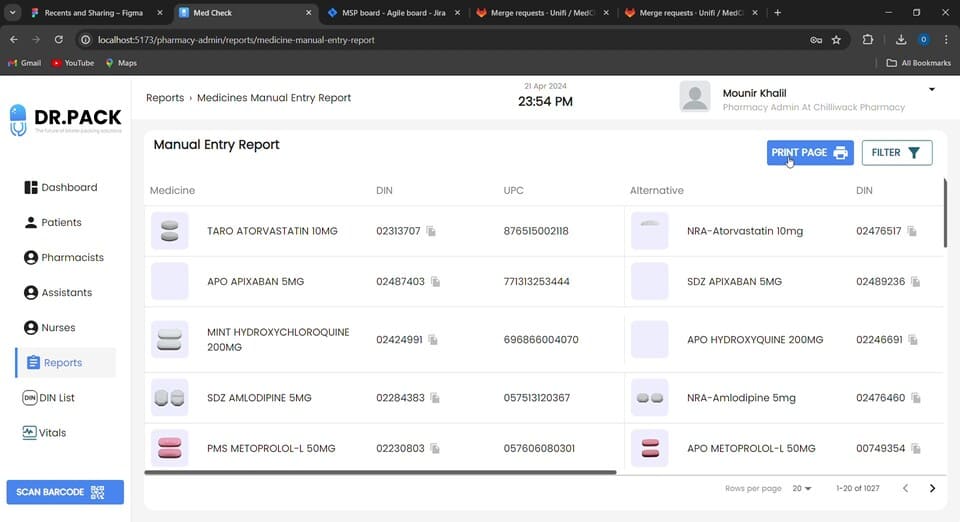 Recents and Sharing – Figma
Med Check
MSP board - Agile board - Jira
Merge requests · Unifi / MedC
Merge requests · Unifi / MedC
localhost:5173/pharmacy-admin/reports/medicine-manual-entry-report
Gmail YouTube Maps All Bookmarks
DR.PACK
Reports › Medicines Manual Entry Report
21 Apr 2024
23:54 PM
Mounir Khalil
Pharmacy Admin At Chilliwack Pharmacy
Dashboard
Patients
Pharmacists
Assistants
Nurses
Reports
DIN DIN List
Vitals
SCAN BARCODE
Manual Entry Report
PRINT PAGE
FILTER
Medicine DIN UPC Alternative DIN
TARO ATORVASTATIN 10MG 02313707 876515002118 NRA-Atorvastatin 10mg 02476517
APO APIXABAN 5MG 02487403 771313253444 SDZ APIXABAN 5MG 02489236
MINT HYDROXYCHLOROQUINE
200MG 02424991 696866004070 APO HYDROXYQUINE 200MG 02246691
SDZ AMLODIPINE 5MG 02284383 057513120367 NRA-Amlodipine 5mg 02476460
PMS METOPROLOL-L 50MG 02230803 057606080301 APO METOPROLOL-L 50MG 00749354
Rows per page 20 1-20 of 1027